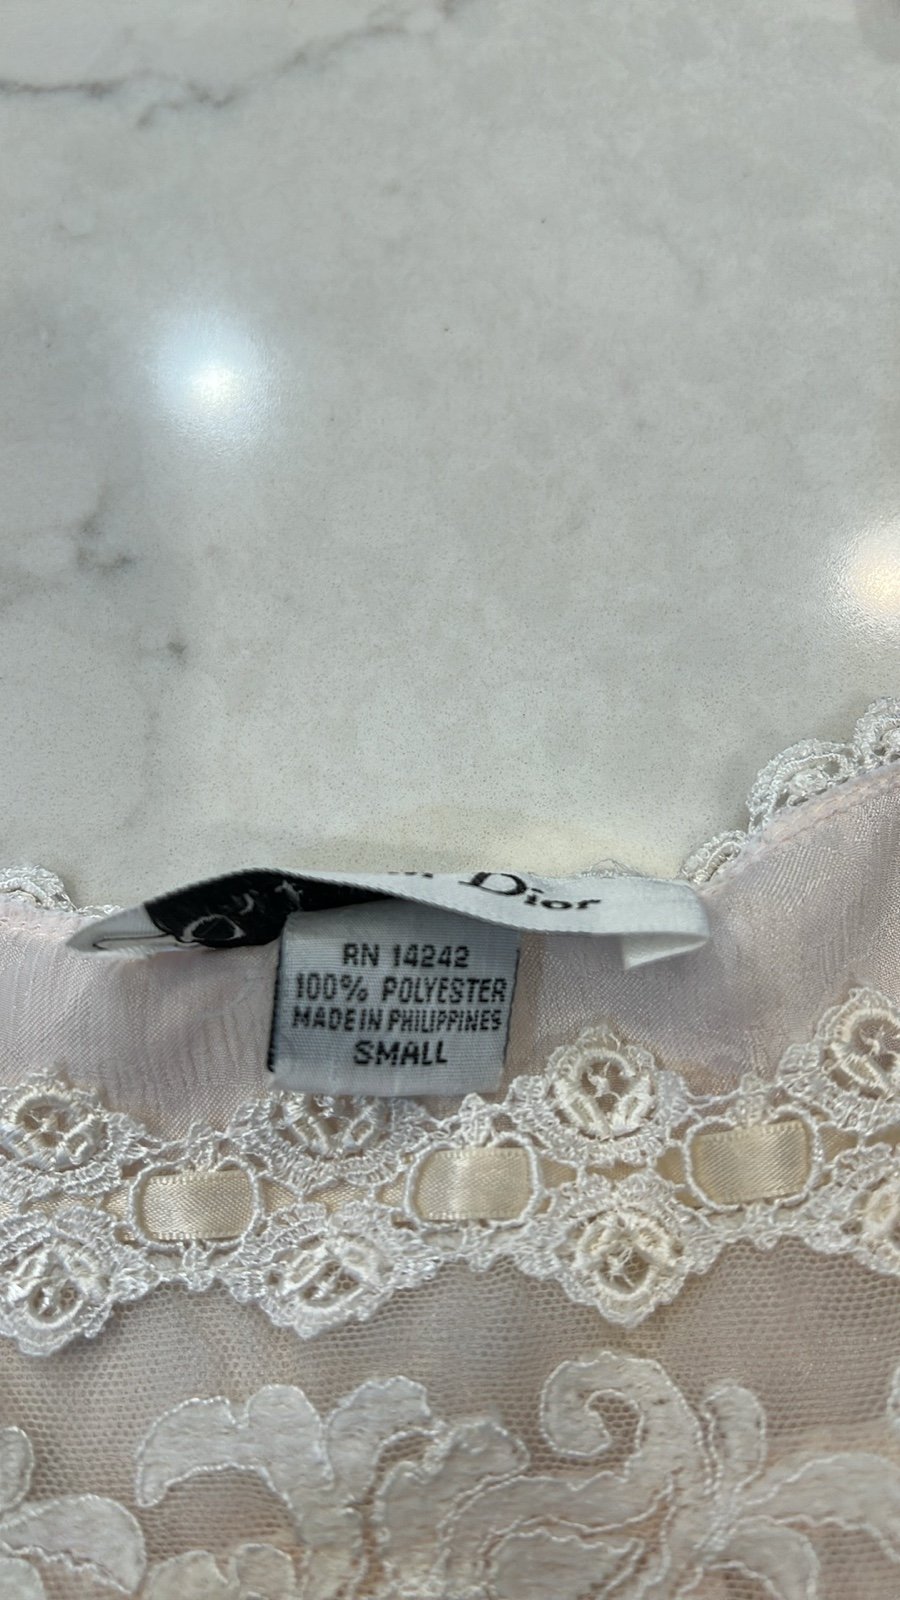 Dior
RN 14242
100% POLYESTER
MADE IN PHILIPPINES
SMALL